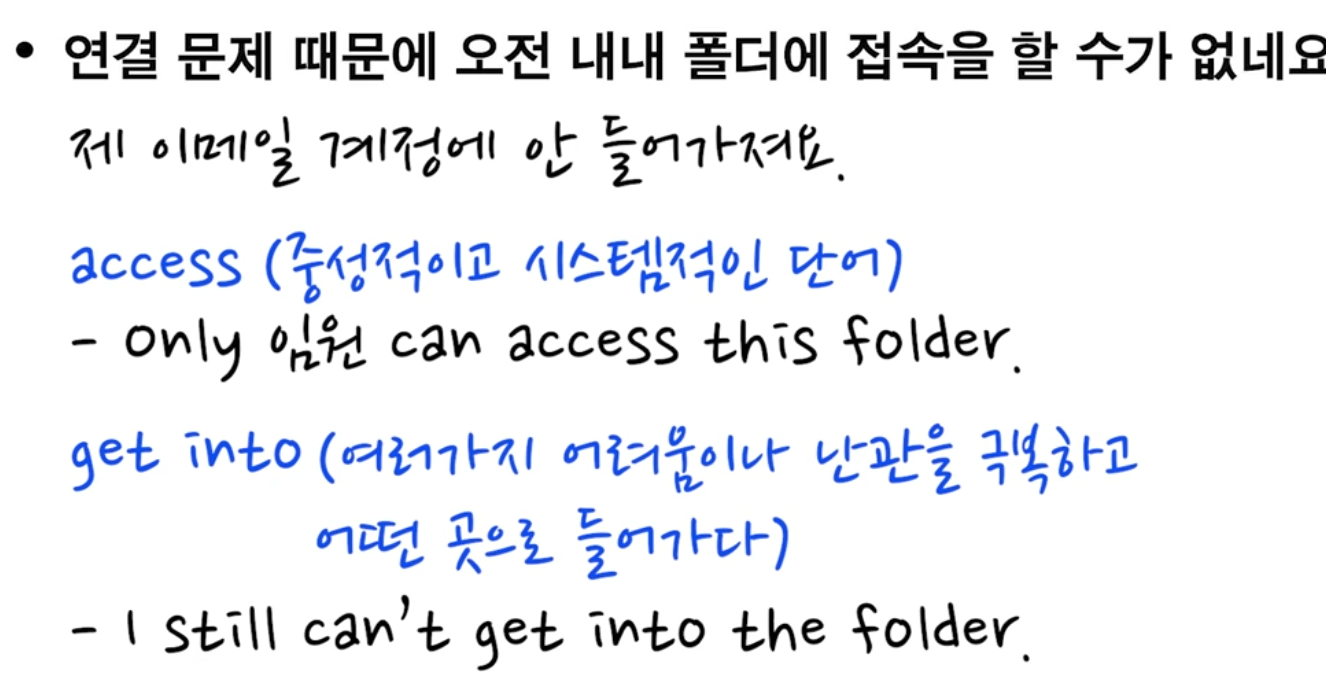 • 연결 문제 때문에 오전 내내 폴더에 접속을 할 수가 없네요
제 이메일 계정에 안 들어가져요.
access (중성적이고 시스템적인 단어)
- Only 임원 can access this folder.
get into (여러가지 어려움이나 난관을 극복하고
어떤 곳으로 들어가다)
- I still can't get into the folder.